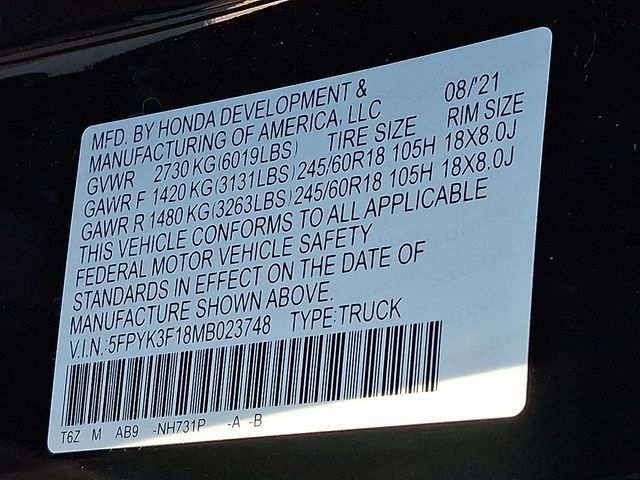 MFD. BY HONDA DEVELOPMENT & 08/'21
MANUFACTURING OF AMERICA, LLC
GVWR 2730 KG(6019LBS) TIRE SIZE RIM SIZE
GAWR F 1420 KG(3131LBS) 245/60R18 105H 18X8.0J
GAWR R 1480 KG(3263LBS) 245/60R18 105H 18X8.0J
THIS VEHICLE CONFORMS TO ALL APPLICABLE
FEDERAL MOTOR VEHICLE SAFETY
STANDARDS IN EFFECT ON THE DATE OF
MANUFACTURE SHOWN ABOVE.
V.I.N.:5FPYK3F18MB023748 TYPE:TRUCK
T6Z M AB9 -NH731P -A -B